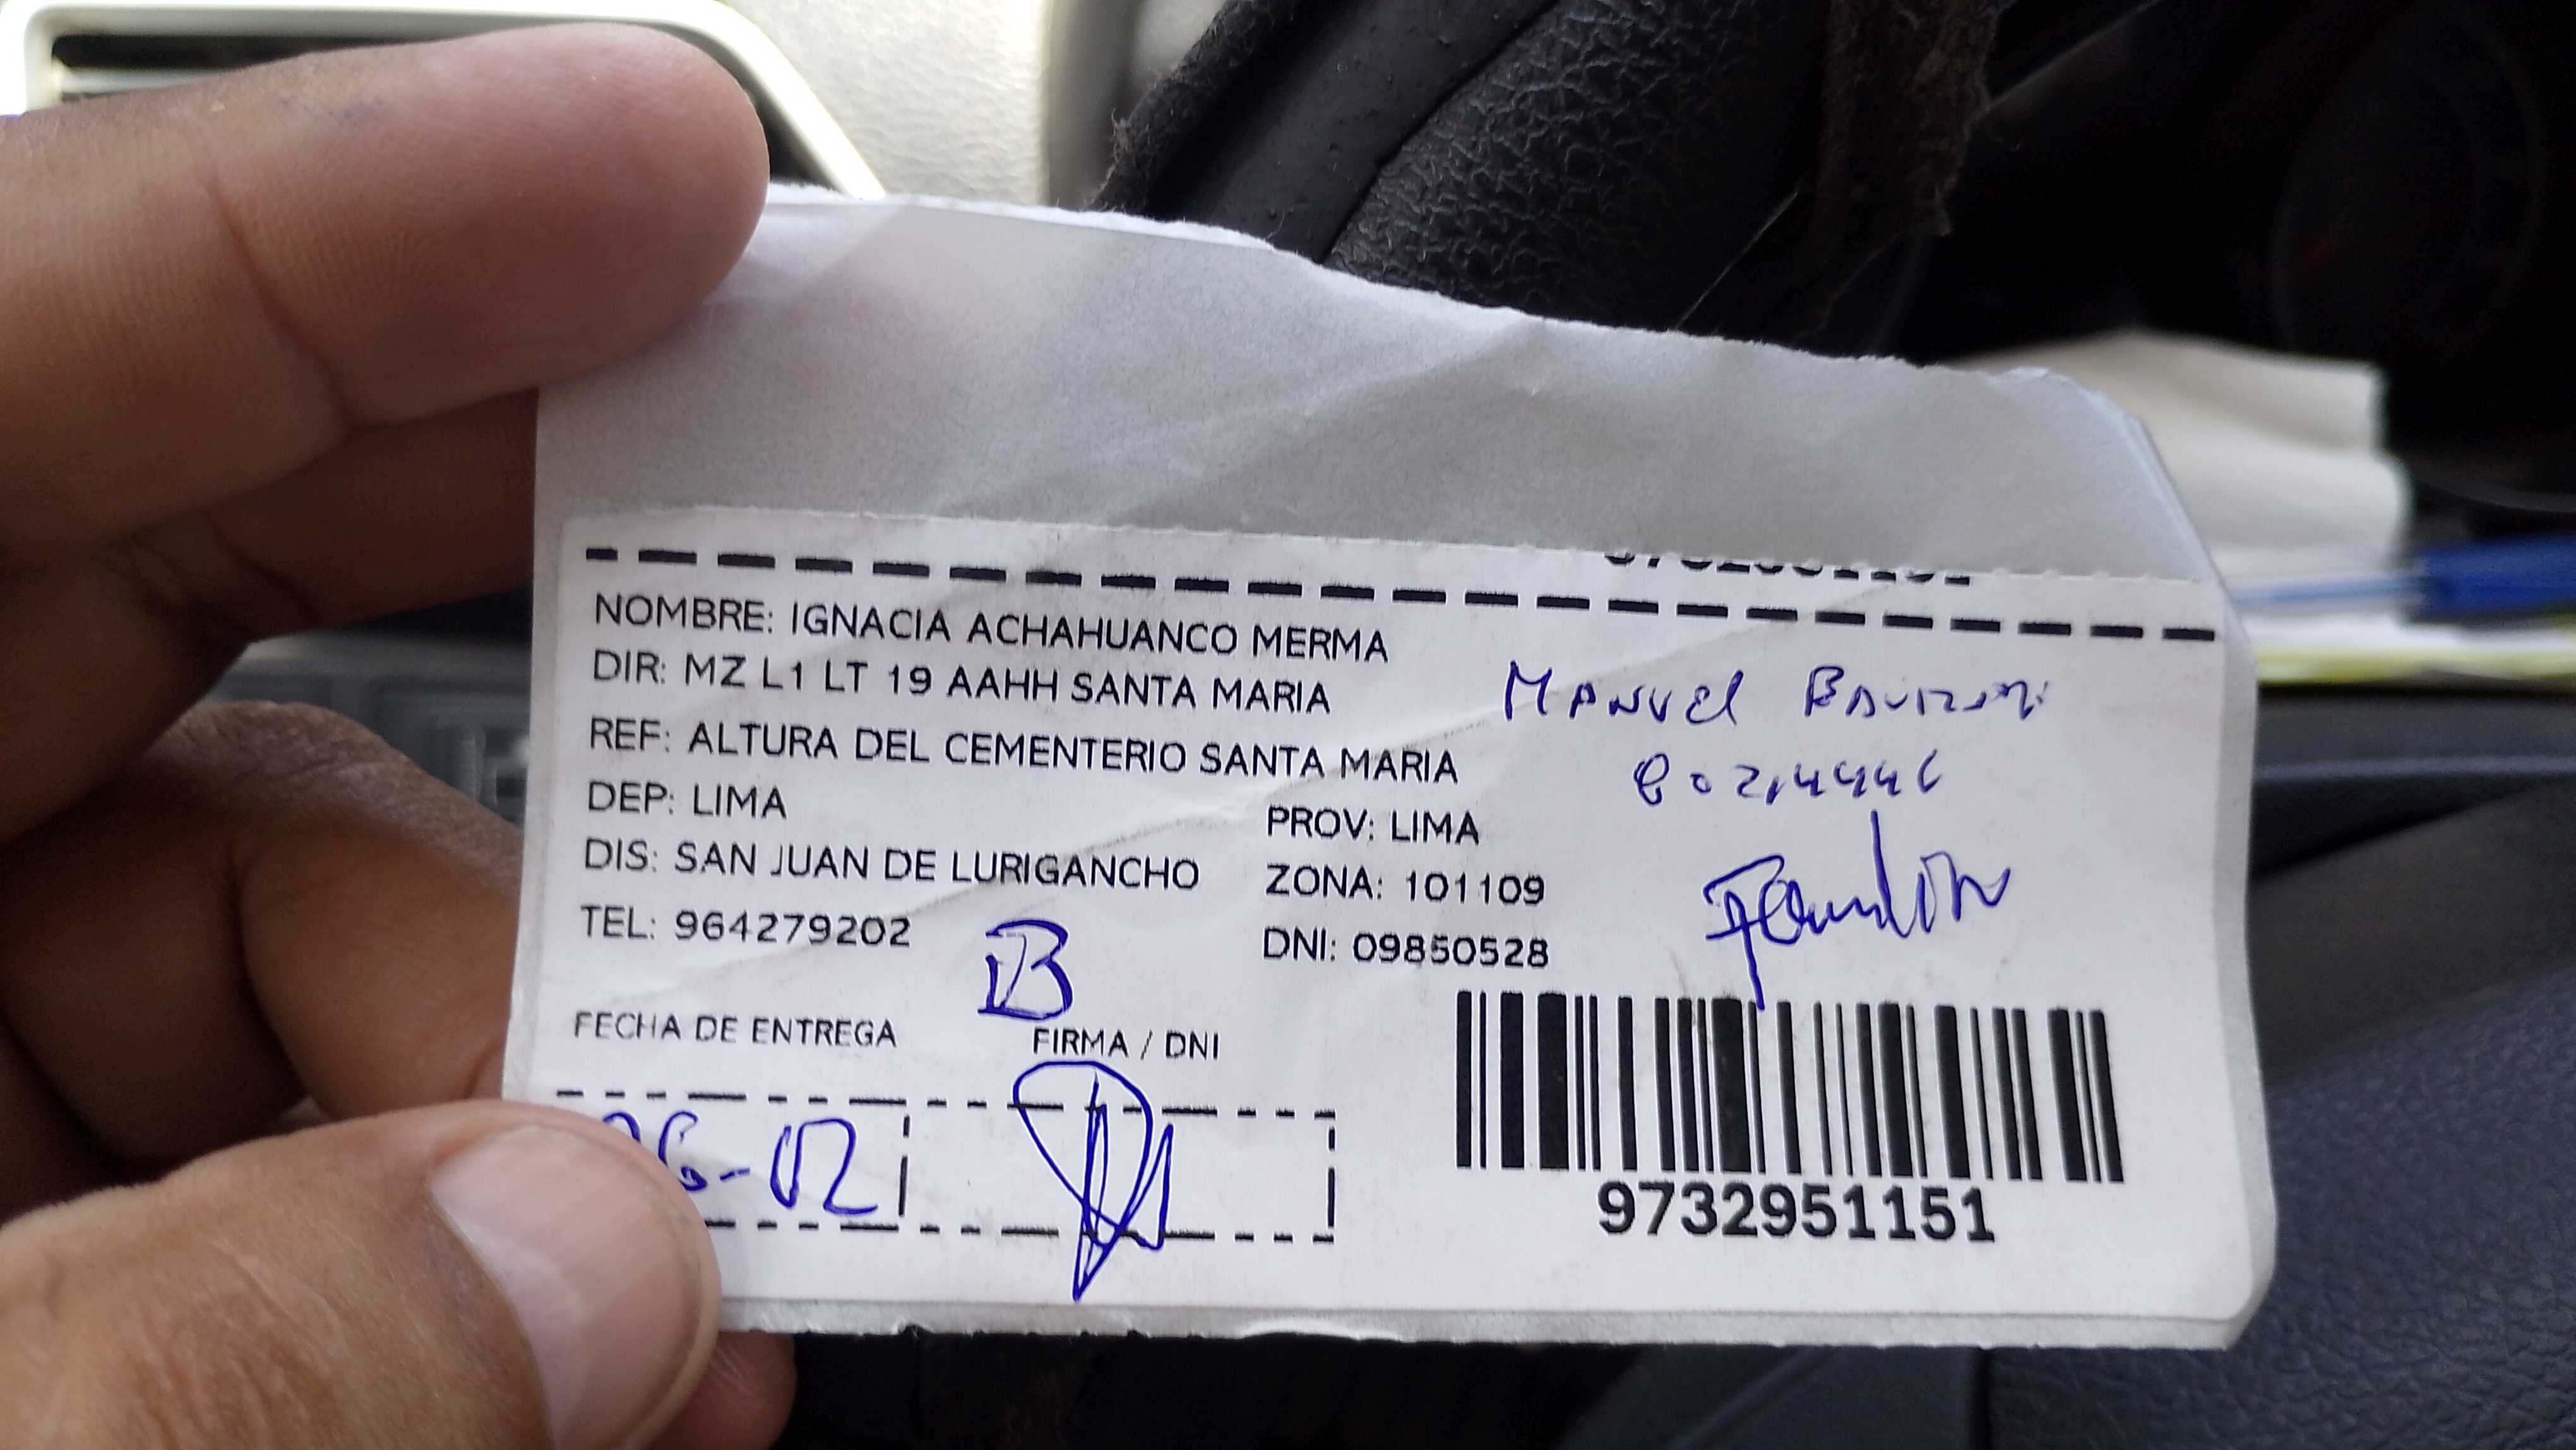 NOMBRE: IGNACIA ACHAHUANCO MERMA
DIR: MZ L1 LT 19 AAHH SANTA MARIA
REF: ALTURA DEL CEMENTERIO SANTA MARIA
DEP: LIMA
PROV: LIMA
DIS: SAN JUAN DE LURIGANCHO
ZONA: 101109
TEL: 964279202
DNI: 09850528
MANUEL
B
FECHA DE ENTREGA
FIRMA / DNI
06-02
9732951151